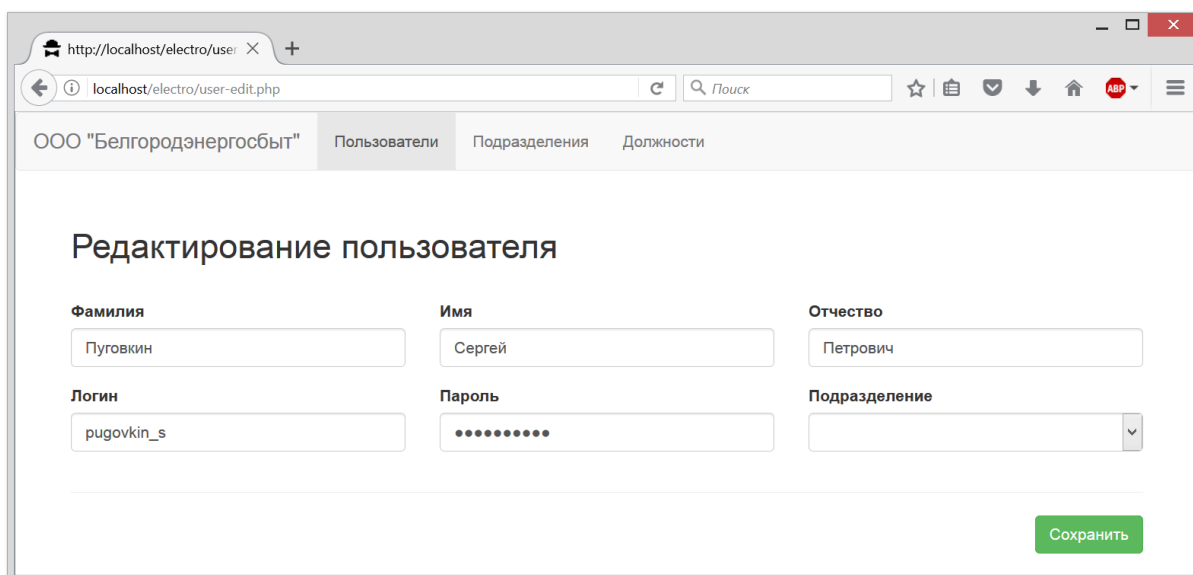 http://localhost/electro/user
localhost/electro/user-edit.php
Поиск
ABP
ООО "Белгородэнергосбыт" Пользователи Подразделения Должности
Редактирование пользователя
Фамилия Имя Отчество
Пуговкин Сергей Петрович
Логин Пароль Подразделение
pugovkin_s ●●●●●●●●●●
Сохранить